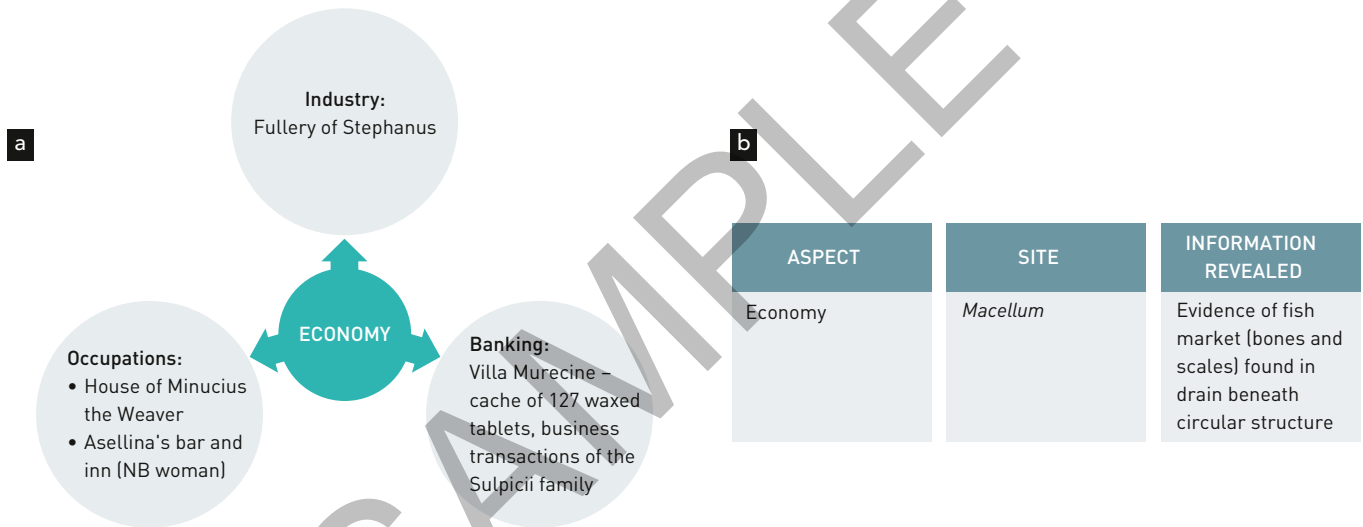 a
Industry:
Fullery of Stephanus
ECONOMY
Occupations:
• House of Minucius
the Weaver
• Asellina's bar and
inn (NB woman)
Banking:
Villa Murecine –
cache of 127 waxed
tablets, business
transactions of the
Sulpicii family
b
ASPECT
SITE
INFORMATION
REVEALED
Economy
Macellum
Evidence of fish
market (bones and
scales) found in
drain beneath
circular structure
SAMPLE